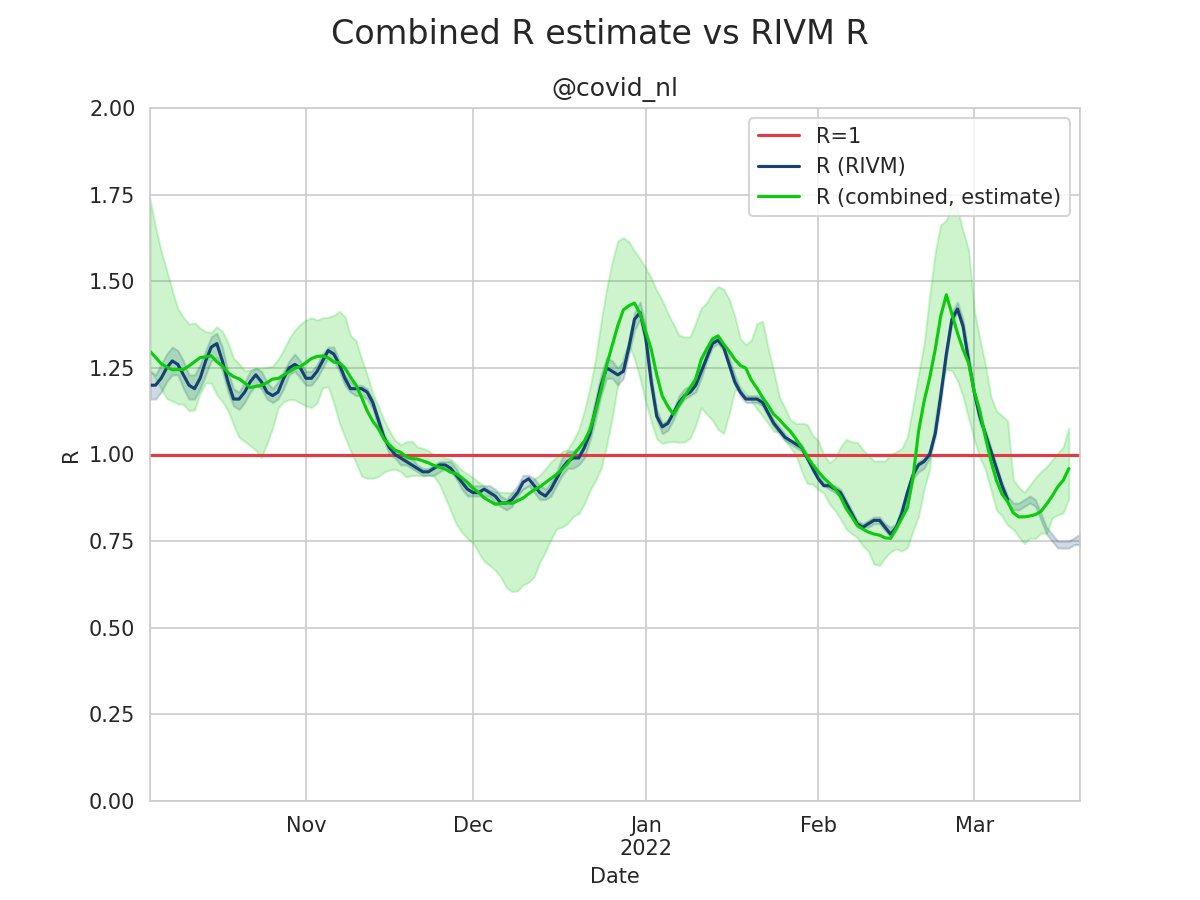 Combined R estimate vs RIVM R
@covid_nl
R=1
R (RIVM)
R (combined, estimate)
2.00
1.75
1.50
1.25
1.00
0.75
0.50
0.25
0.00
R
Nov Dec Jan Feb Mar
2022
Date